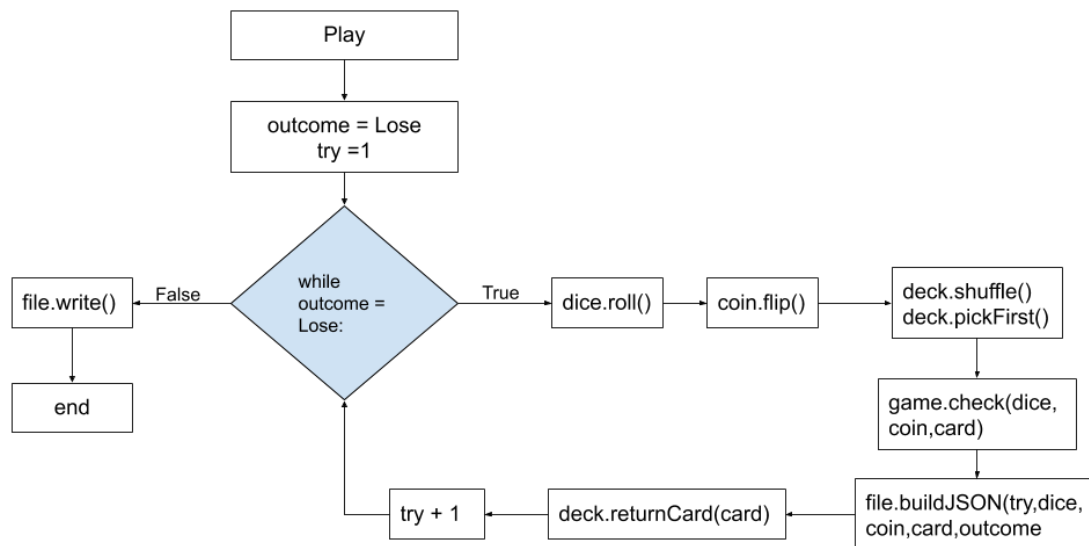 Play
outcome = Lose
try =1
while
outcome =
Lose:
False
True
file.write()
end
dice.roll()
coin.flip()
deck.shuffle()
deck.pickFirst()
game.check(dice,
coin,card)
file.buildJSON(try,dice,
coin,card,outcome
deck.returnCard(card)
try + 1